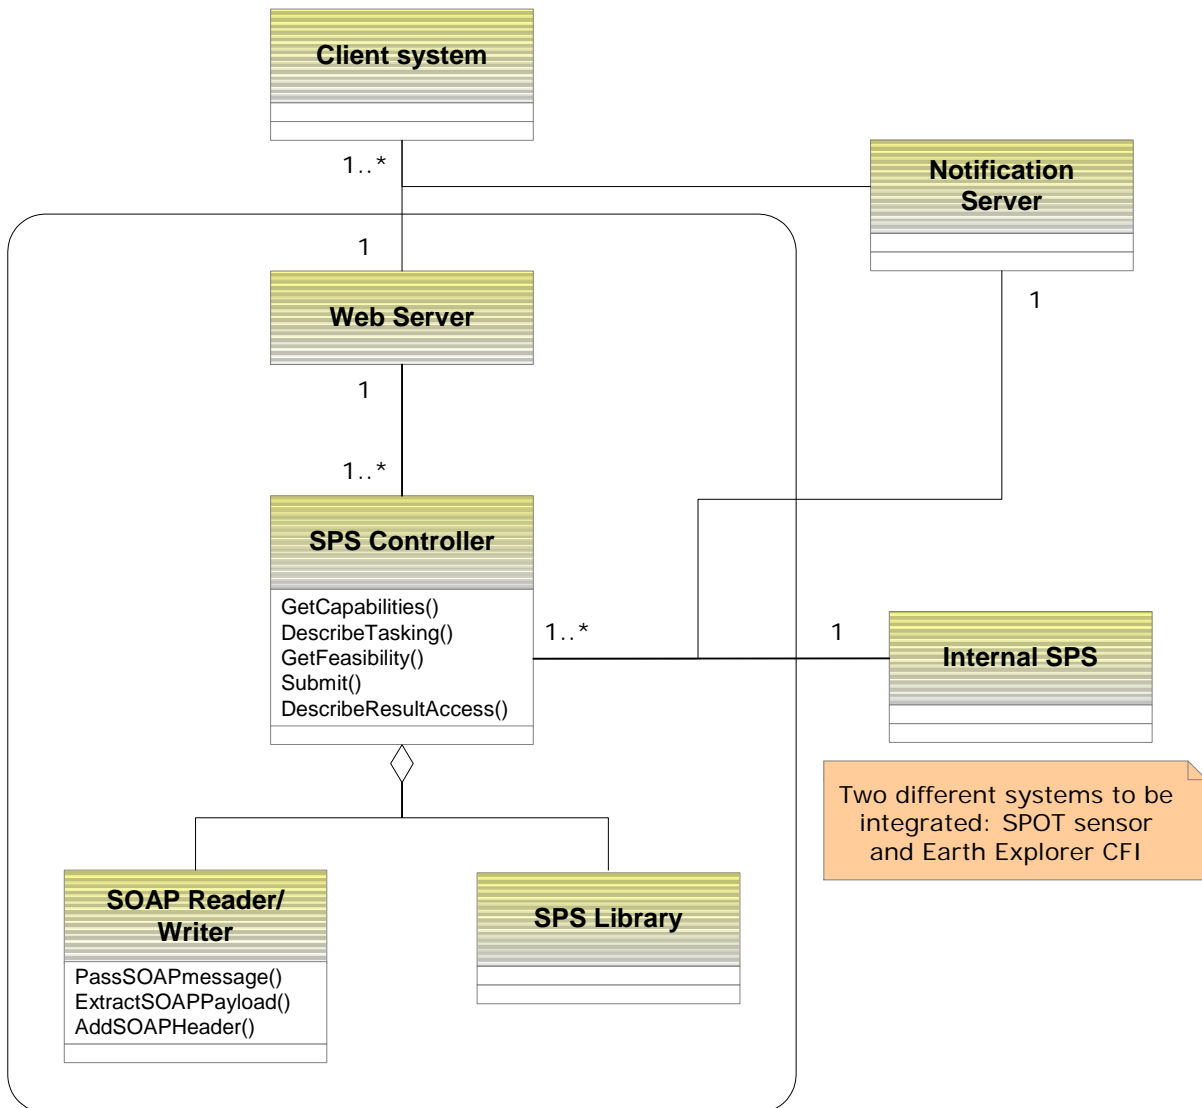 Client system
1..*
Notification
Server
1
1
Web Server
1
1..*
SPS Controller
GetCapabilities()
DescribeTasking()
GetFeasibility()
Submit()
DescribeResultAccess()
1..*
1
Internal SPS
Two different systems to be
integrated: SPOT sensor
and Earth Explorer CFI
SOAP Reader/
Writer
PassSOAPmessage()
ExtractSOAPPayload()
AddSOAPHeader()
SPS Library